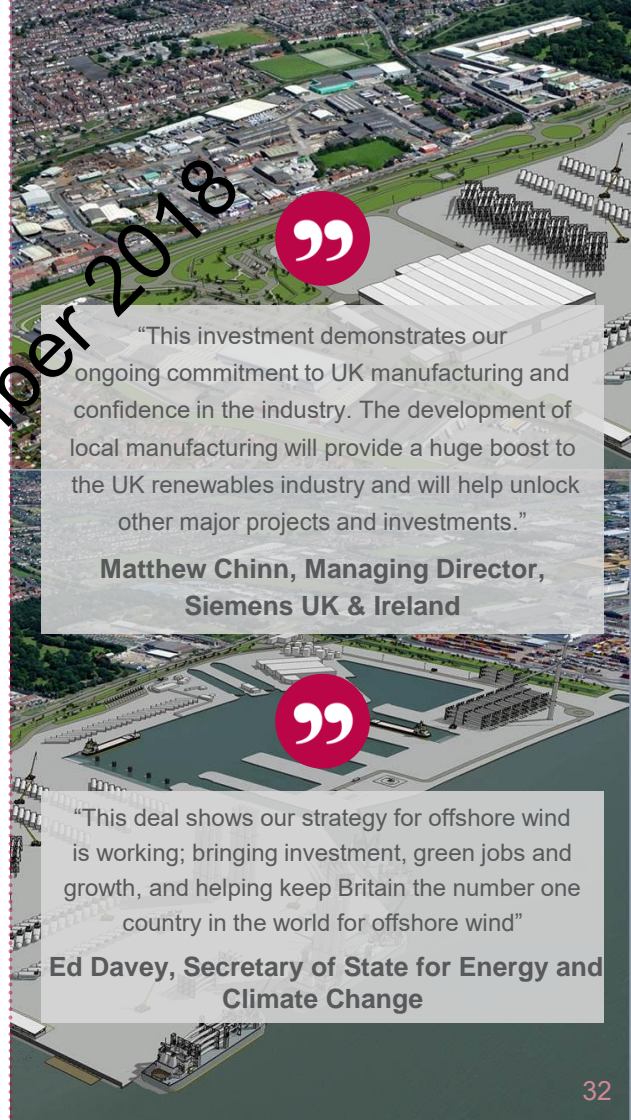 ”
“This investment demonstrates our
ongoing commitment to UK manufacturing and
confidence in the industry. The development of
local manufacturing will provide a huge boost to
the UK renewables industry and will help unlock
other major projects and investments.”
Matthew Chinn, Managing Director,
Siemens UK & Ireland
”
“This deal shows our strategy for offshore wind
is working; bringing investment, green jobs and
growth, and helping keep Britain the number one
country in the world for offshore wind”
Ed Davey, Secretary of State for Energy and
Climate Change
32
2018